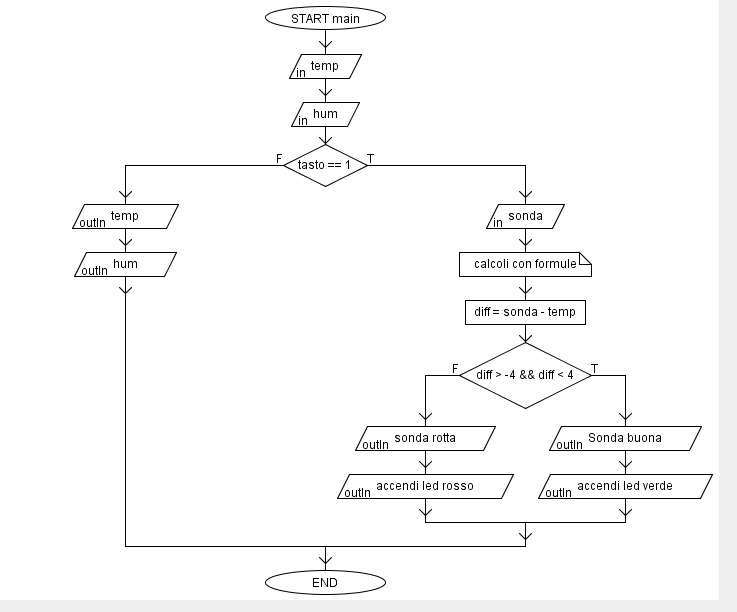 START main
in temp
in hum
F tasto == 1 T
outln temp
in sonda
outln hum
calcoli con formule
diff = sonda - temp
F diff > -4 && diff < 4 T
outln sonda rotta
outln Sonda buona
outln accendi led rosso
outln accendi led verde
END